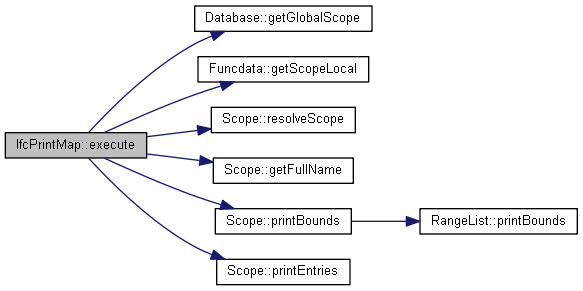 Database::getGlobalScope
Funcdata::getScopeLocal
Scope::resolveScope
IfcPrintMap::execute
Scope::getFullName
Scope::printBounds
RangeList::printBounds
Scope::printEntries